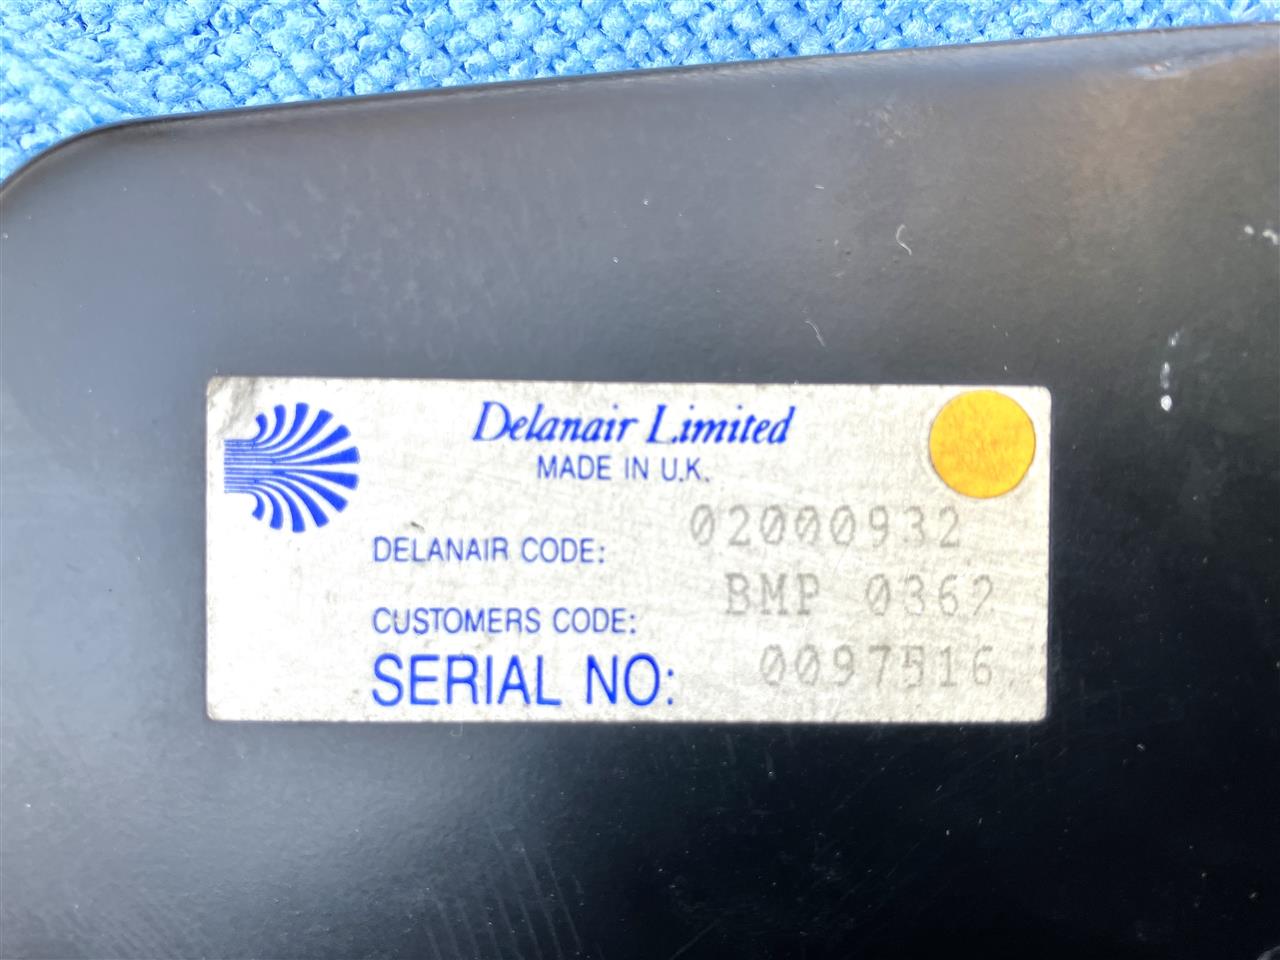 Delanair Limited
MADE IN U.K.
DELANAIR CODE: 02000932
CUSTOMERS CODE: BMP 0362
SERIAL NO: 0097516